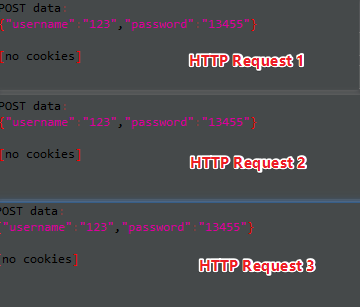 POST data:
{"username":"123","password":"13455"}
[no cookies]
HTTP Request 1
POST data:
{"username":"123","password":"13455"}
[no cookies]
HTTP Request 2
POST data:
{"username":"123","password":"13455"}
[no cookies]
HTTP Request 3